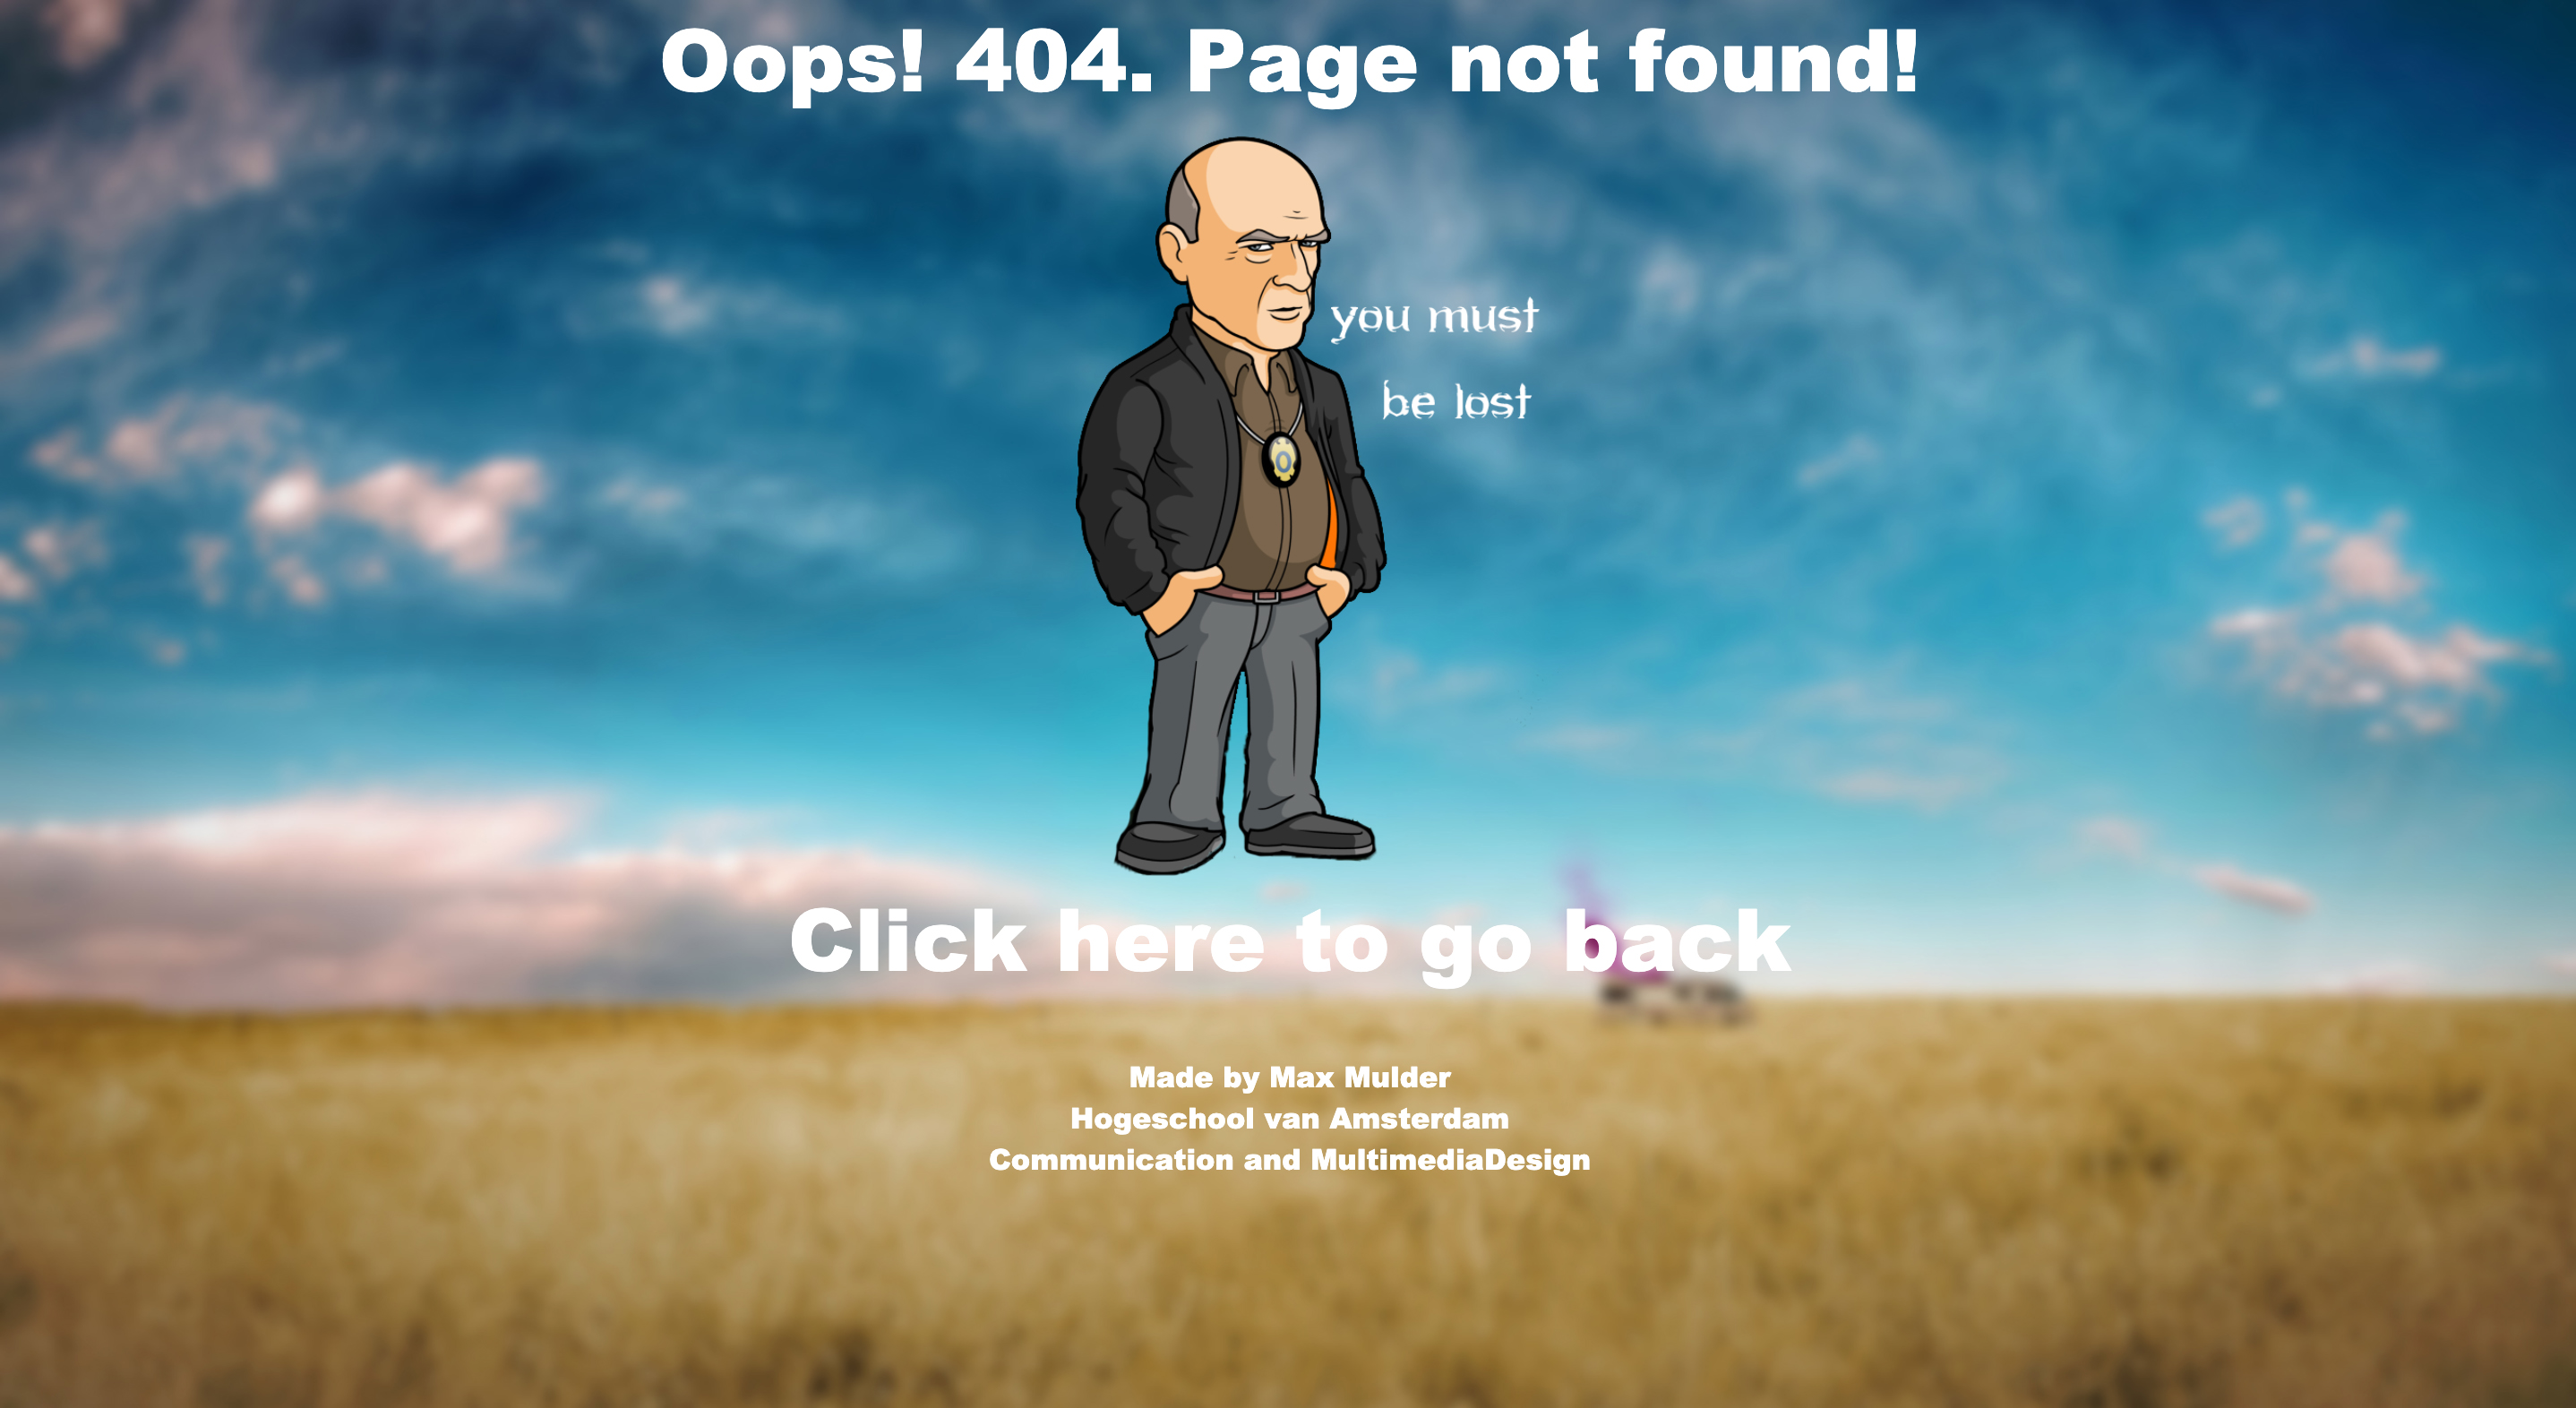 Oops! 404. Page not found!
you must
be lost
Click here to go back
Made by Max Mulder
Hogeschool van Amsterdam
Communication and MultimediaDesign